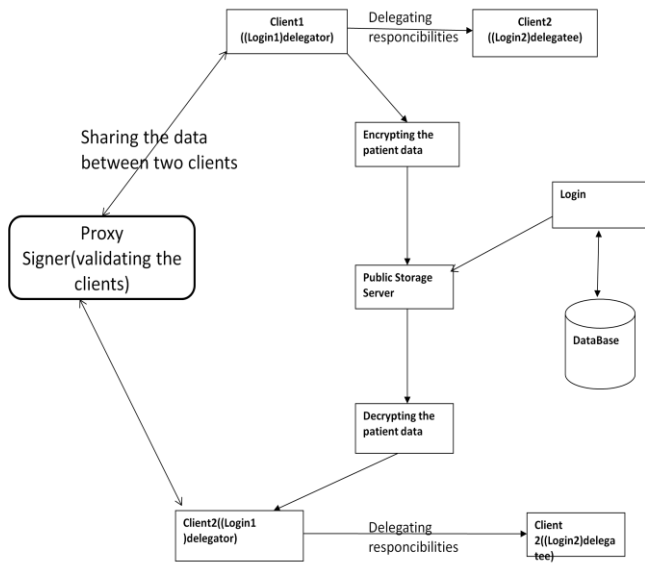 Client1
((Login1)delegator)
Delegating
responcibilities
Client2
((Login2)delegatee)
Sharing the data
between two clients
Encrypting the
patient data
Login
Proxy
Signer(validating the
clients)
Public Storage
Server
DataBase
Decrypting the
patient data
Client2((Login1
)delegator)
Delegating
responcibilities
Client
2((Login2)delega
tee)